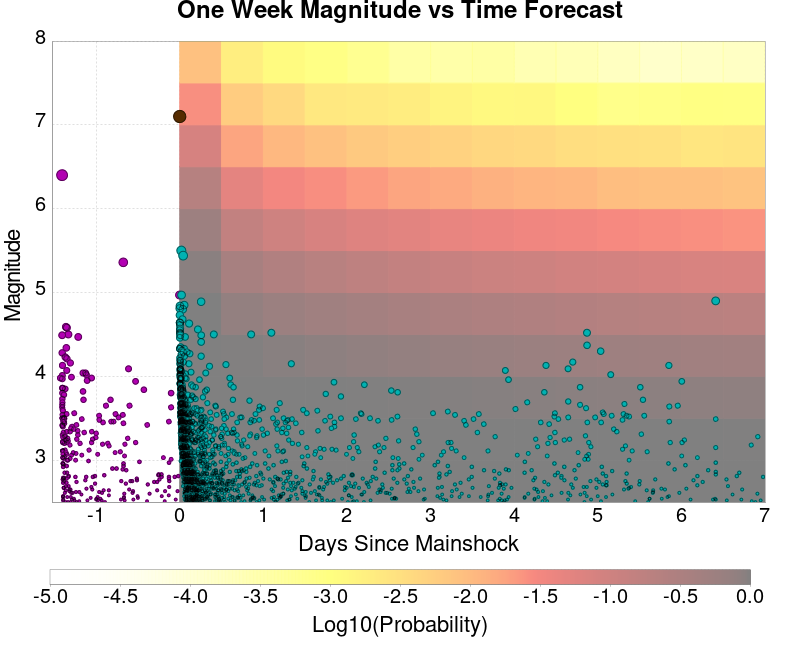 One Week Magnitude vs Time Forecast
8
7
6
5
4
3
Magnitude
-1 0 1 2 3 4 5 6 7
Days Since Mainshock
-5.0 -4.5 -4.0 -3.5 -3.0 -2.5 -2.0 -1.5 -1.0 -0.5 0.0
Log10(Probability)